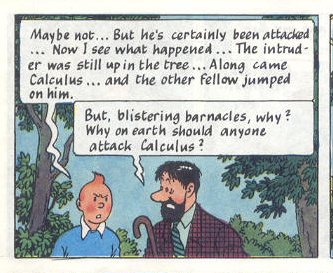 Maybe not... But he's certainly been attacked
... Now I see what happened... The intrud-
er was still up in the tree... Along came
Calculus... and the other fellow jumped
on him.
But, blistering barnacles, why?
Why on earth should anyone
attack Calculus?